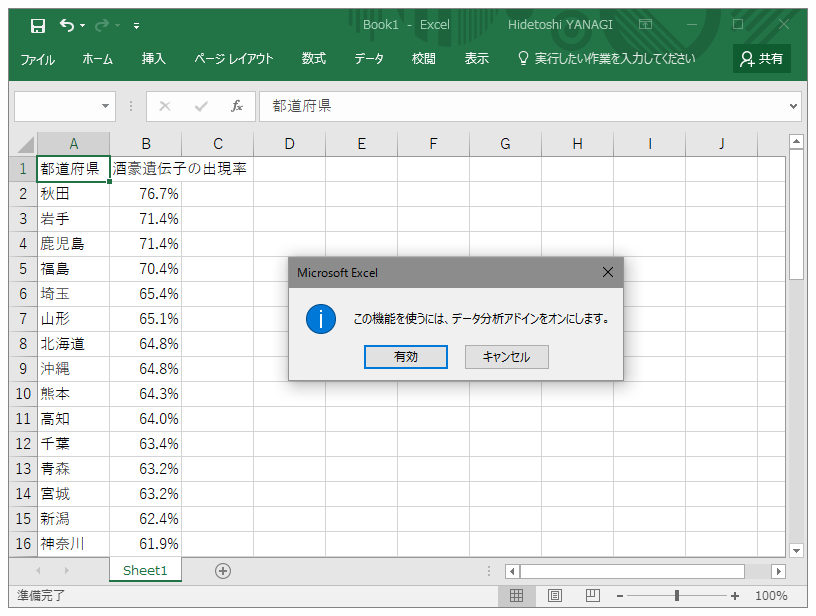 Book1 - Excel
Hidetoshi YANAGI
ファイル ホーム 挿入 ページ レイアウト 数式 データ 校閲 表示 実行したい作業を入力してください 共有
fx 都道府県
A B C D E F G H I J
1 都道府県 酒豪遺伝子の出現率
2 秋田 76.7%
3 岩手 71.4%
4 鹿児島 71.4%
5 福島 70.4%
6 埼玉 65.4%
7 山形 65.1%
8 北海道 64.8%
9 沖縄 64.8%
10 熊本 64.3%
11 高知 64.0%
12 千葉 63.4%
13 青森 63.2%
14 宮城 63.2%
15 新潟 62.4%
16 神奈川 61.9%
Microsoft Excel
この機能を使うには、データ分析アドインをオンにします。
有効 キャンセル
Sheet1
準備完了 100%